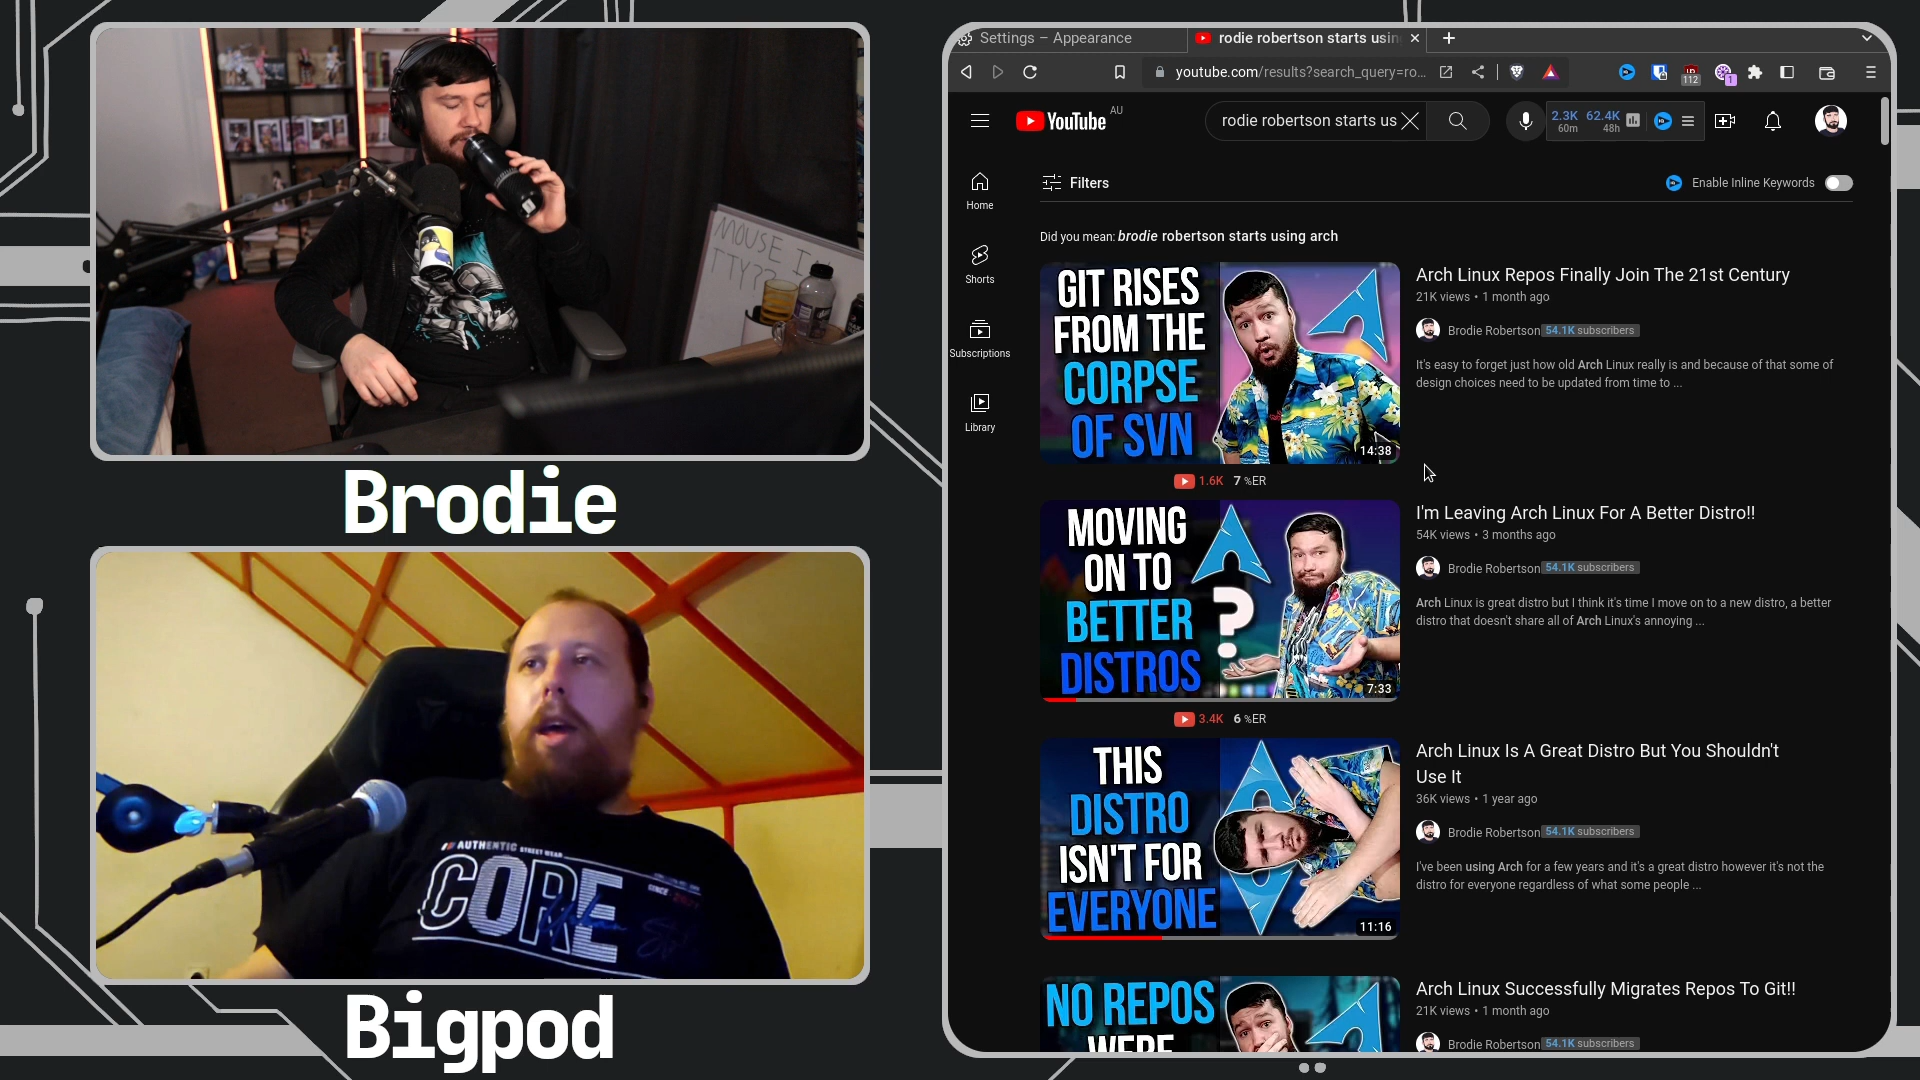 MOUSE I
TTY??
Brodie
AUTHENTIC STREET WEAR
CORE
SINCE
Bigpod
Settings – Appearance
rodie robertson starts usin
youtube.com/results?search_query=ro...
112
1
YouTube
AU
rodie robertson starts us
2.3K
62.4K
60m
48h
Home
Shorts
Subscriptions
Library
Filters
Enable Inline Keywords
Did you mean: brodie robertson starts using arch
GIT RISES
FROM THE
CORPSE
OF SVN
14:38
1.6K 7 %ER
Arch Linux Repos Finally Join The 21st Century
21K views • 1 month ago
Brodie Robertson 54.1K subscribers
It's easy to forget just how old Arch Linux really is and because of that some of
design choices need to be updated from time to ...
MOVING
ON TO
BETTER
DISTROS
?
7:33
3.4K 6 %ER
I'm Leaving Arch Linux For A Better Distro!!
54K views • 3 months ago
Brodie Robertson 54.1K subscribers
Arch Linux is great distro but I think it's time I move on to a new distro, a better
distro that doesn't share all of Arch Linux's annoying ...
THIS
DISTRO
ISN'T FOR
EVERYONE
11:16
Arch Linux Is A Great Distro But You Shouldn't
Use It
36K views • 1 year ago
Brodie Robertson 54.1K subscribers
I've been using Arch for a few years and it's a great distro however it's not the
distro for everyone regardless of what some people ...
NO REPOS
WERE
Arch Linux Successfully Migrates Repos To Git!!
21K views • 1 month ago
Brodie Robertson 54.1K subscribers